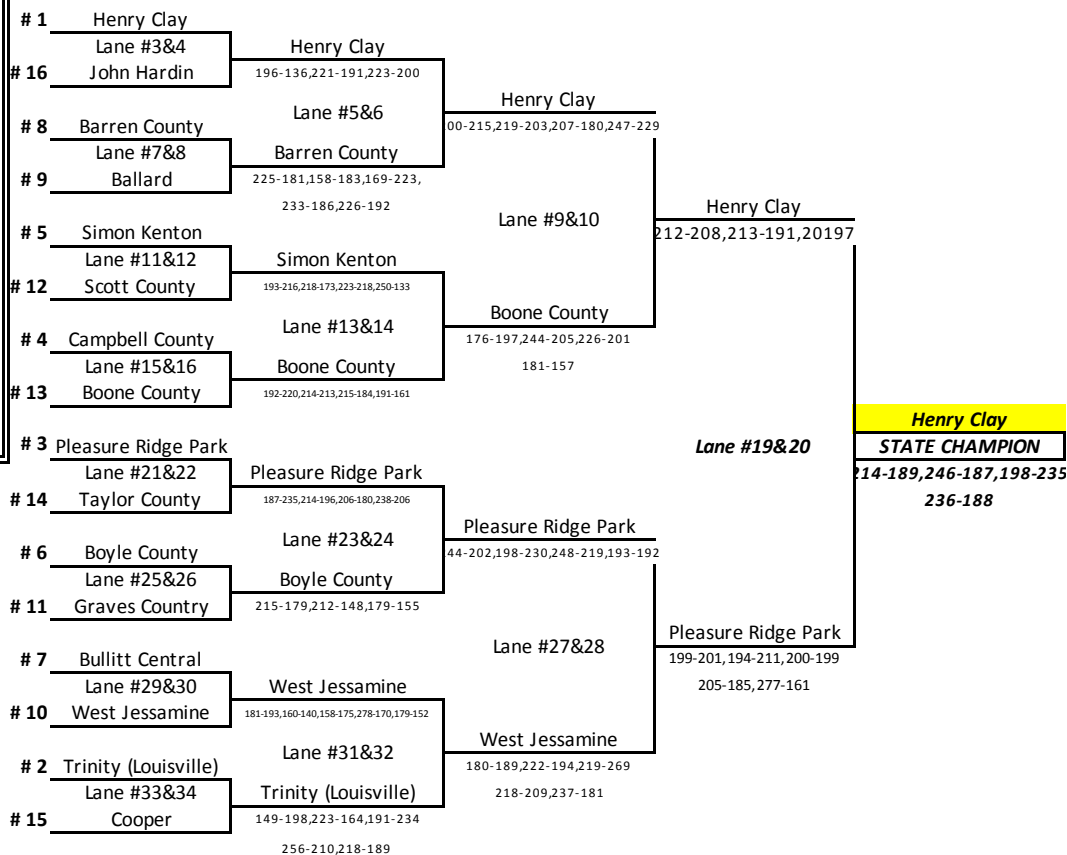 # 1 Henry Clay
Lane #3&4
# 16 John Hardin
Henry Clay
196-136,221-191,223-200
Lane #5&6
# 8 Barren County
Lane #7&8
# 9 Ballard
Barren County
225-181,158-183,169-223,
233-186,226-192
Henry Clay
00-215,219-203,207-180,247-229
Lane #9&10
# 5 Simon Kenton
Lane #11&12
# 12 Scott County
Simon Kenton
193-216,218-173,223-218,250-133
Lane #13&14
# 4 Campbell County
Lane #15&16
# 13 Boone County
Boone County
192-220,214-213,215-184,191-161
Boone County
176-197,244-205,226-201
181-157
Henry Clay
212-208,213-191,20197
Lane #19&20
# 3 Pleasure Ridge Park
Lane #21&22
# 14 Taylor County
Pleasure Ridge Park
187-235,214-196,206-180,238-206
Lane #23&24
# 6 Boyle County
Lane #25&26
# 11 Graves Country
Boyle County
215-179,212-148,179-155
Pleasure Ridge Park
44-202,198-230,248-219,193-192
Lane #27&28
# 7 Bullitt Central
Lane #29&30
# 10 West Jessamine
West Jessamine
181-193,160-140,158-175,278-170,179-152
Lane #31&32
# 2 Trinity (Louisville)
Lane #33&34
# 15 Cooper
Trinity (Louisville)
149-198,223-164,191-234
256-210,218-189
West Jessamine
180-189,222-194,219-269
218-209,237-181
Pleasure Ridge Park
199-201,194-211,200-199
205-185,277-161
Henry Clay
STATE CHAMPION
214-189,246-187,198-235
236-188